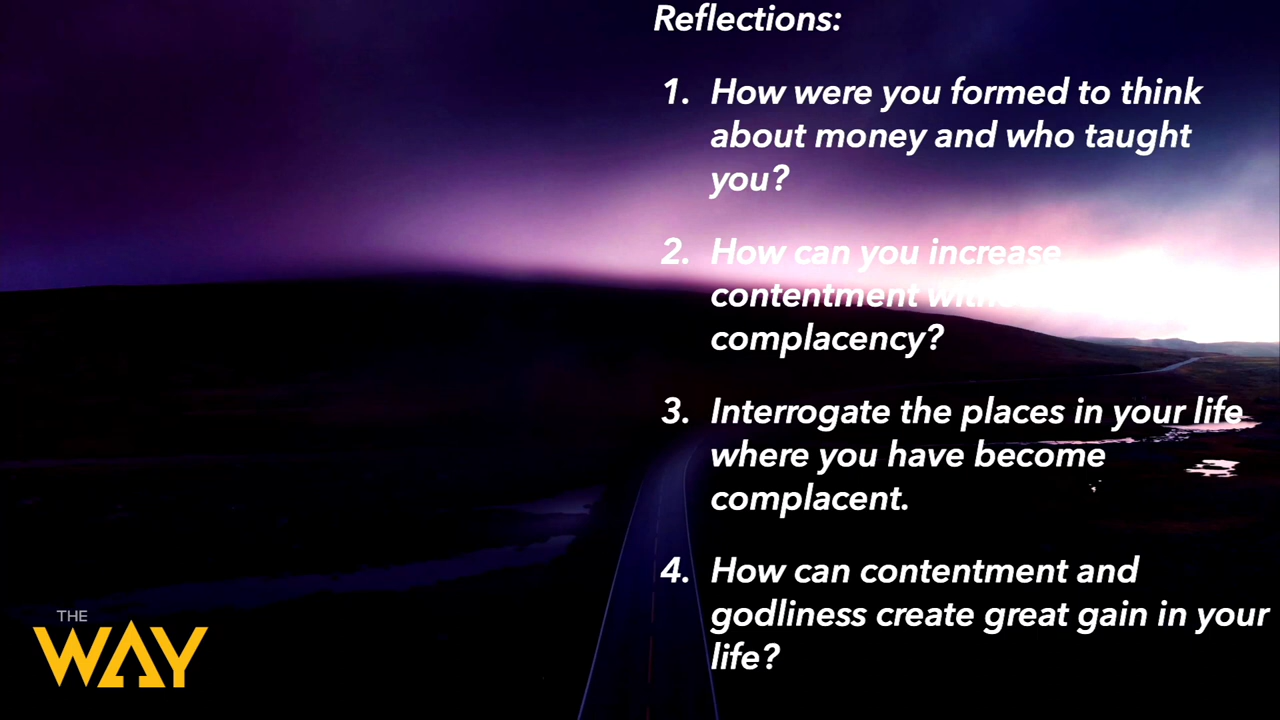 Reflections:
1. How were you formed to think
about money and who taught
you?
2. How can you increase
contentment
complacency?
3. Interrogate the places in your life
where you have become
complacent.
4. How can contentment and
godliness create great gain in your
life?
THE
WAY